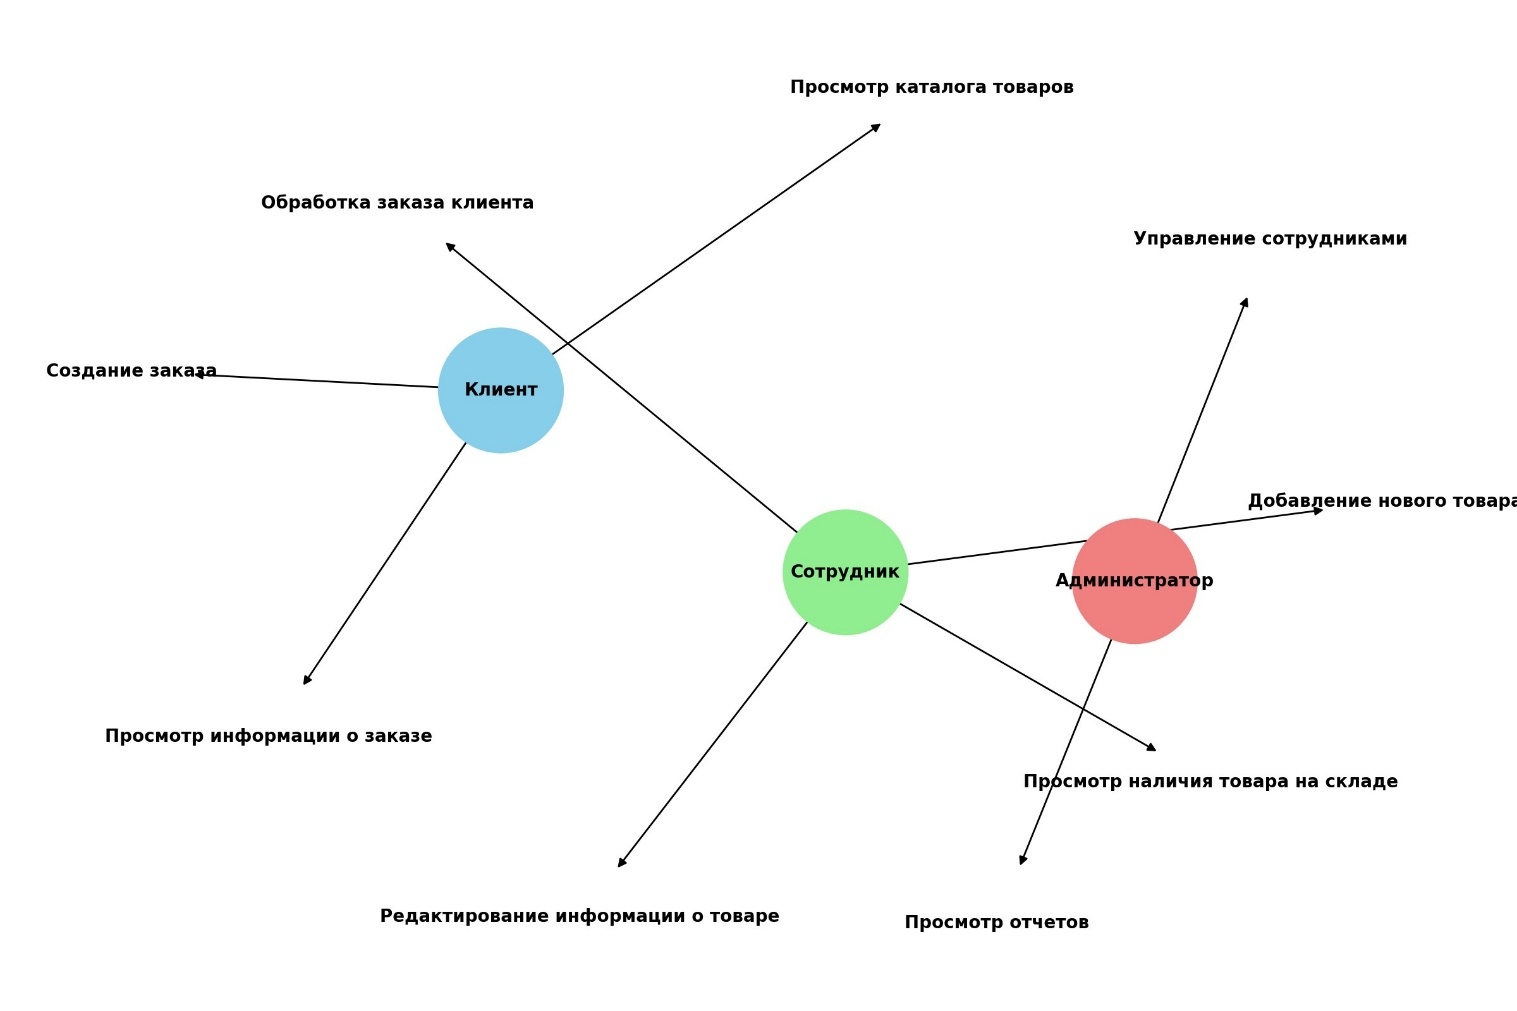 Просмотр каталога товаров
Обработка заказа клиента
Управление сотрудниками
Создание заказа
Клиент
Добавление нового товара
Сотрудник
Администратор
Просмотр информации о заказе
Просмотр наличия товара на складе
Редактирование информации о товаре
Просмотр отчетов